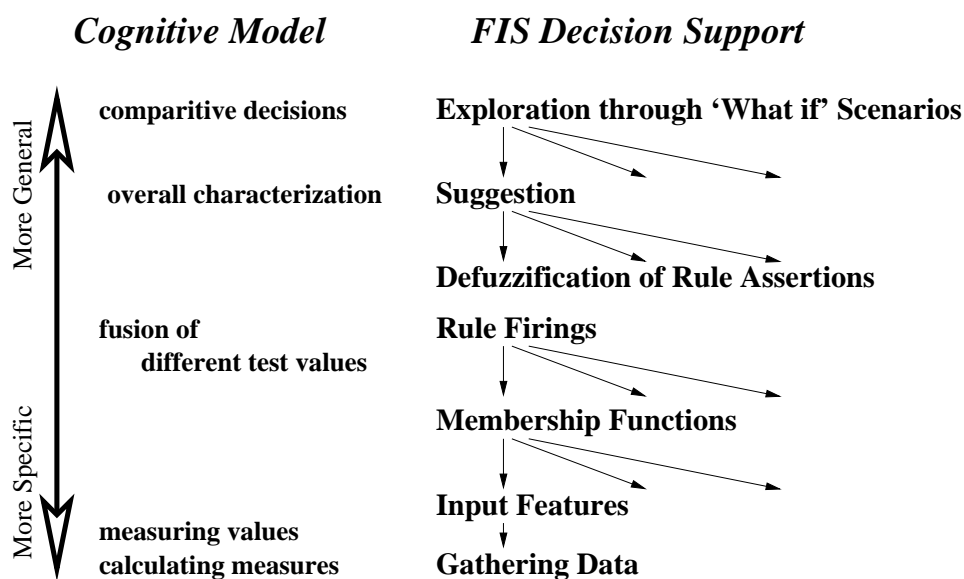 Cognitive Model
FIS Decision Support
More General
More Specific
comparitive decisions
Exploration through ‘What if’ Scenarios
overall characterization
Suggestion
Defuzzification of Rule Assertions
fusion of
different test values
Rule Firings
Membership Functions
Input Features
measuring values
calculating measures
Gathering Data